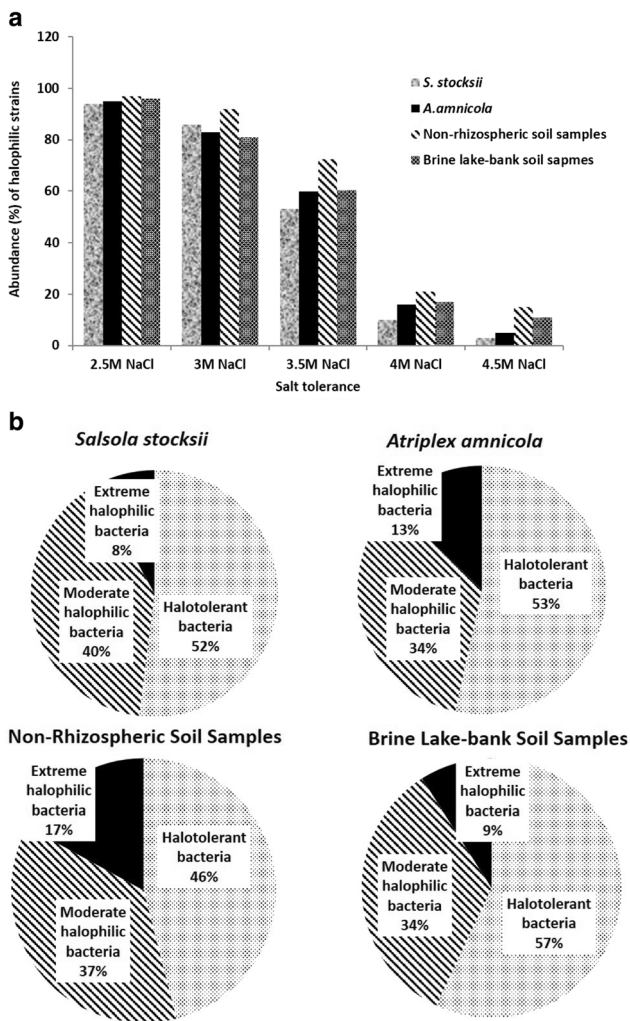 a
120
100
80
60
40
20
0
Abundance (%) of halophilic strains
S. stocksii
A.amnicola
Non-rhizospheric soil samples
Brine lake-bank soil sapmes
2.5M NaCl
3M NaCl
3.5M NaCl
4M NaCl
4.5M NaCl
Salt tolerance
b
Salsola stocksii
Extreme
halophilic
bacteria
8%
Moderate
halophilic
bacteria
40%
Halotolerant
bacteria
52%
Atriplex amnicola
Extreme
halophilic
bacteria
13%
Moderate
halophilic
bacteria
34%
Halotolerant
bacteria
53%
Non-Rhizospheric Soil Samples
Extreme
halophilic
bacteria
17%
Moderate
halophilic
bacteria
37%
Halotolerant
bacteria
46%
Brine Lake-bank Soil Samples
Extreme
halophilic
bacteria
9%
Moderate
halophilic
bacteria
34%
Halotolerant
bacteria
57%